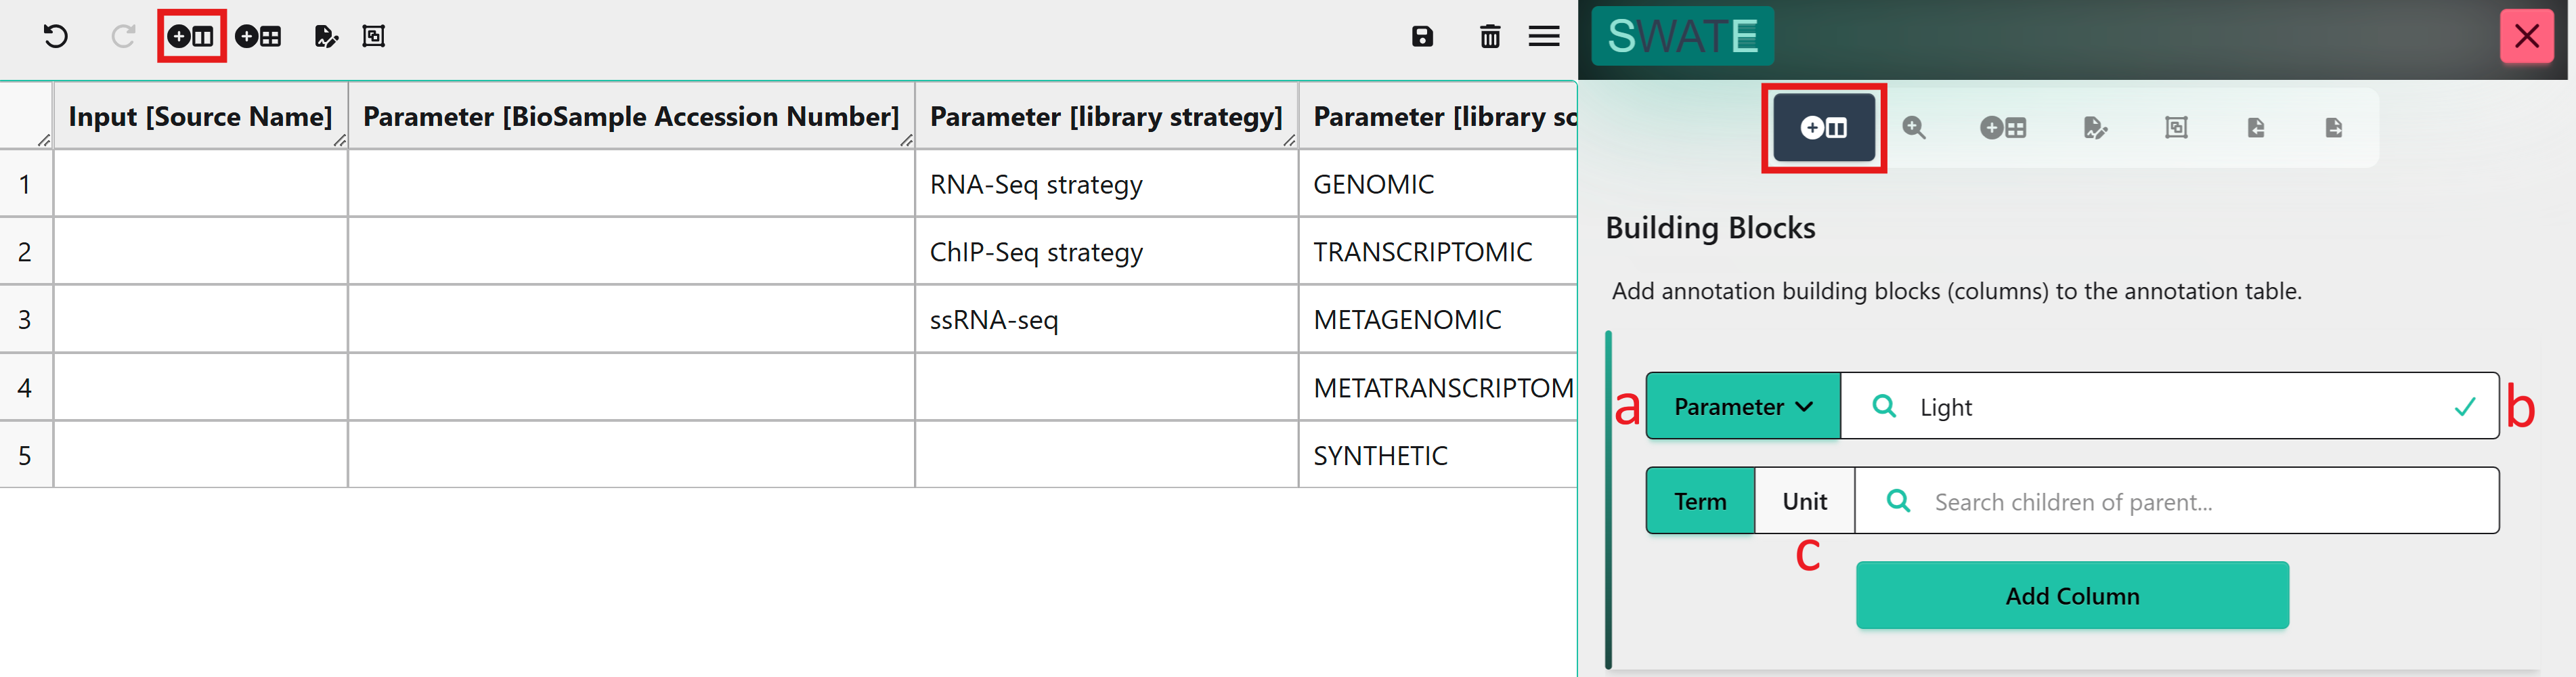 SWATE
Input [Source Name] Parameter [BioSample Accession Number] Parameter [library strategy] Parameter [library sc
1 RNA-Seq strategy GENOMIC
2 ChIP-Seq strategy TRANSCRIPTOMIC
3 ssRNA-seq METAGENOMIC
4 METATRANSCRIPTOM
5 SYNTHETIC
Building Blocks
Add annotation building blocks (columns) to the annotation table.
a Parameter Light b
Term Unit Search children of parent...
c
Add Column